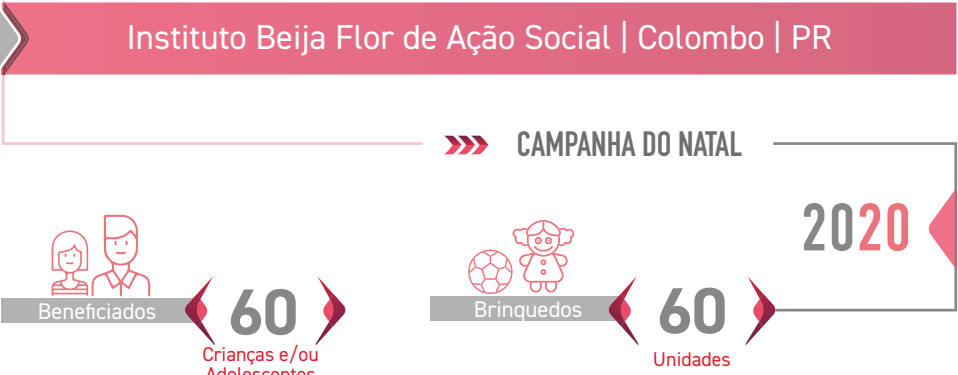 Instituto Beija Flor de Ação Social | Colombo | PR
CAMPANHA DO NATAL
2020
Beneficiados
60
Crianças e/ou
Adolescentes
Brinquedos
60
Unidades